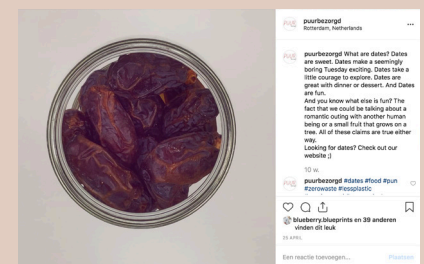 puurbezorgd
Rotterdam, Netherlands
puurbezorgd What are dates? Dates
are sweet. Dates make a seemingly
boring Tuesday exciting. Dates take a
little courage to explore. Dates are
great with dinner or dessert. And Dates
are fun.
And you know what else is fun? The
fact that we could be talking about a
romantic outing with another human
being or a small fruit that grows on a
tree. All of these claims are true either
way.
Looking for dates? Check out our
website ;)
10 w.
puurbezorgd #dates #food #pun
#zerowaste #lessplastic
blueberry.blueprints en 39 anderen
vinden dit leuk
Een reactie toevoegen...
Plaatsen